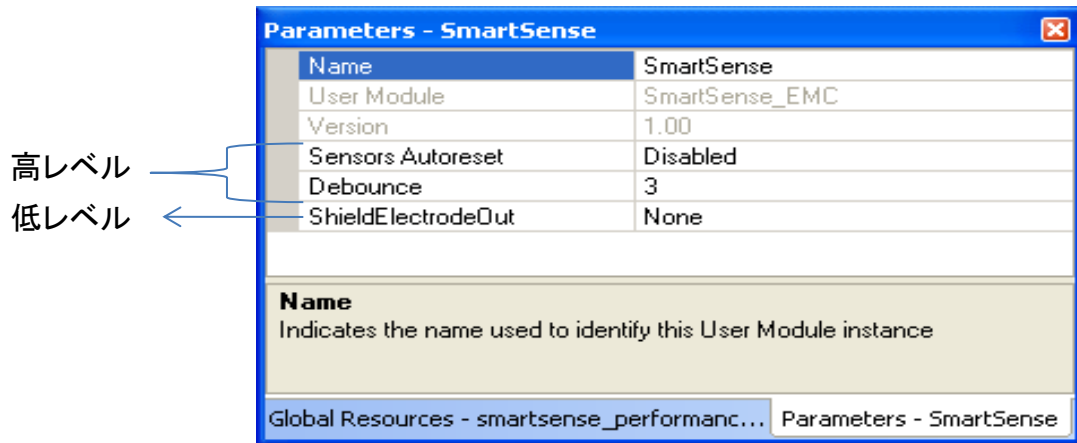 Parameters - SmartSense
Name SmartSense
User Module SmartSense_EMC
Version 1.00
高レベル
Sensors Autoreset Disabled
Debounce 3
低レベル
ShieldElectrodeOut None
Name
Indicates the name used to identify this User Module instance
Global Resources - smartsense_performanc... Parameters - SmartSense